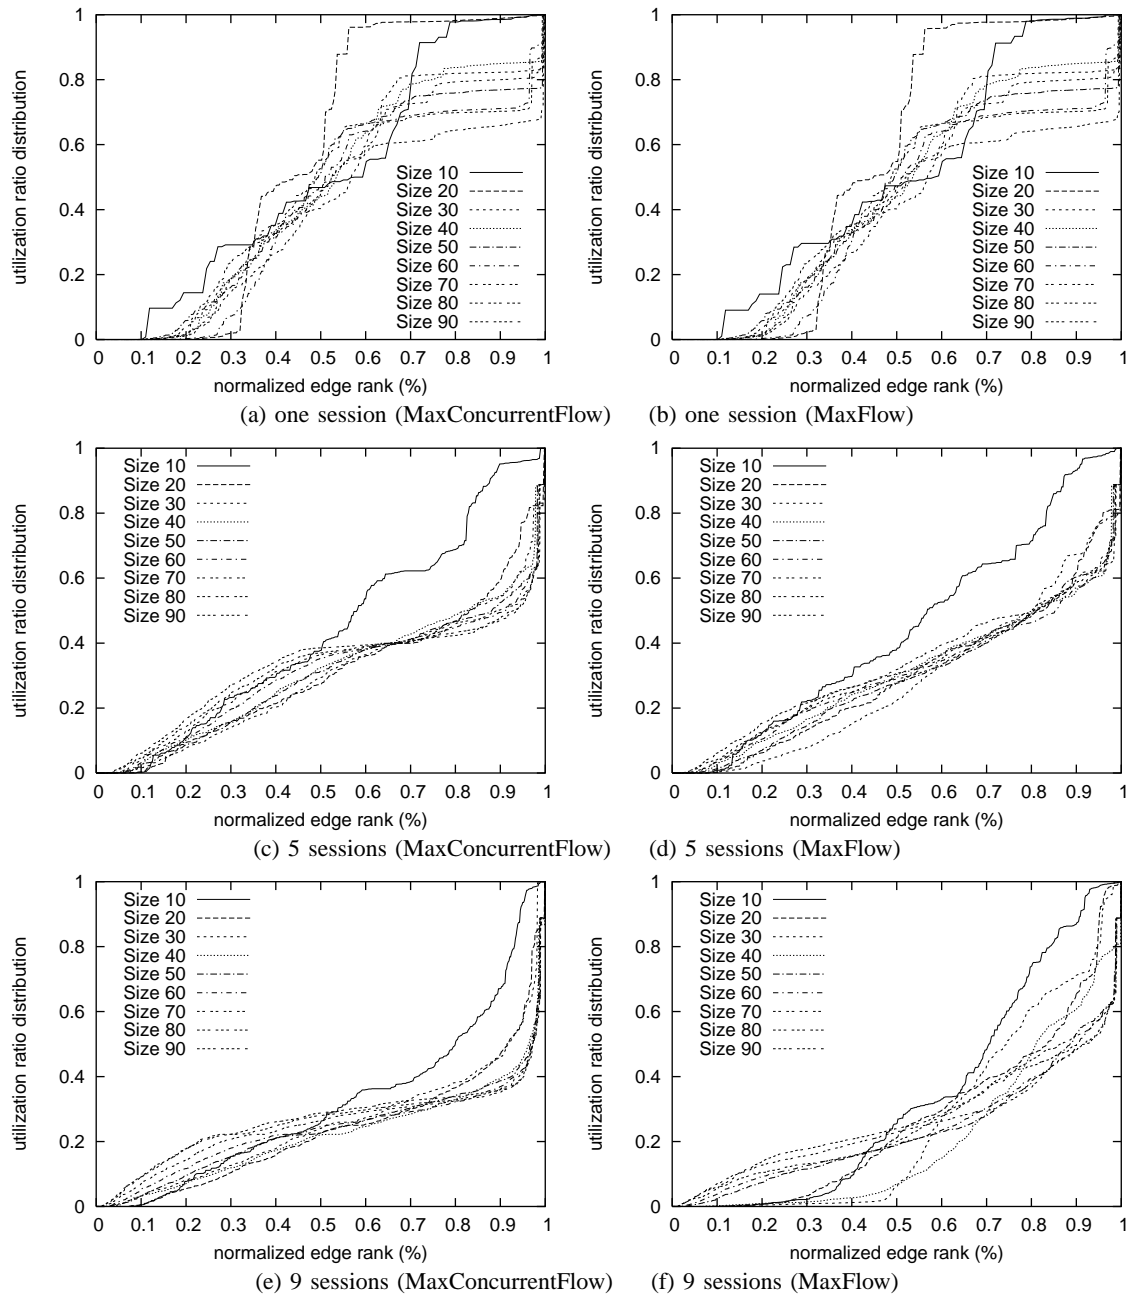 1
0.8
0.6
0.4
0.2
0
utilization ratio distribution
Size 10
Size 20
Size 30
Size 40
Size 50
Size 60
Size 70
Size 80
Size 90
0 0.1 0.2 0.3 0.4 0.5 0.6 0.7 0.8 0.9 1
normalized edge rank (%)
(a) one session (MaxConcurrentFlow)
1
0.8
0.6
0.4
0.2
0
utilization ratio distribution
Size 10
Size 20
Size 30
Size 40
Size 50
Size 60
Size 70
Size 80
Size 90
0 0.1 0.2 0.3 0.4 0.5 0.6 0.7 0.8 0.9 1
normalized edge rank (%)
(b) one session (MaxFlow)
1
0.8
0.6
0.4
0.2
0
utilization ratio distribution
Size 10
Size 20
Size 30
Size 40
Size 50
Size 60
Size 70
Size 80
Size 90
0 0.1 0.2 0.3 0.4 0.5 0.6 0.7 0.8 0.9 1
normalized edge rank (%)
(c) 5 sessions (MaxConcurrentFlow)
1
0.8
0.6
0.4
0.2
0
utilization ratio distribution
Size 10
Size 20
Size 30
Size 40
Size 50
Size 60
Size 70
Size 80
Size 90
0 0.1 0.2 0.3 0.4 0.5 0.6 0.7 0.8 0.9 1
normalized edge rank (%)
(d) 5 sessions (MaxFlow)
1
0.8
0.6
0.4
0.2
0
utilization ratio distribution
Size 10
Size 20
Size 30
Size 40
Size 50
Size 60
Size 70
Size 80
Size 90
0 0.1 0.2 0.3 0.4 0.5 0.6 0.7 0.8 0.9 1
normalized edge rank (%)
(e) 9 sessions (MaxConcurrentFlow)
1
0.8
0.6
0.4
0.2
0
utilization ratio distribution
Size 10
Size 20
Size 30
Size 40
Size 50
Size 60
Size 70
Size 80
Size 90
0 0.1 0.2 0.3 0.4 0.5 0.6 0.7 0.8 0.9 1
normalized edge rank (%)
(f) 9 sessions (MaxFlow)